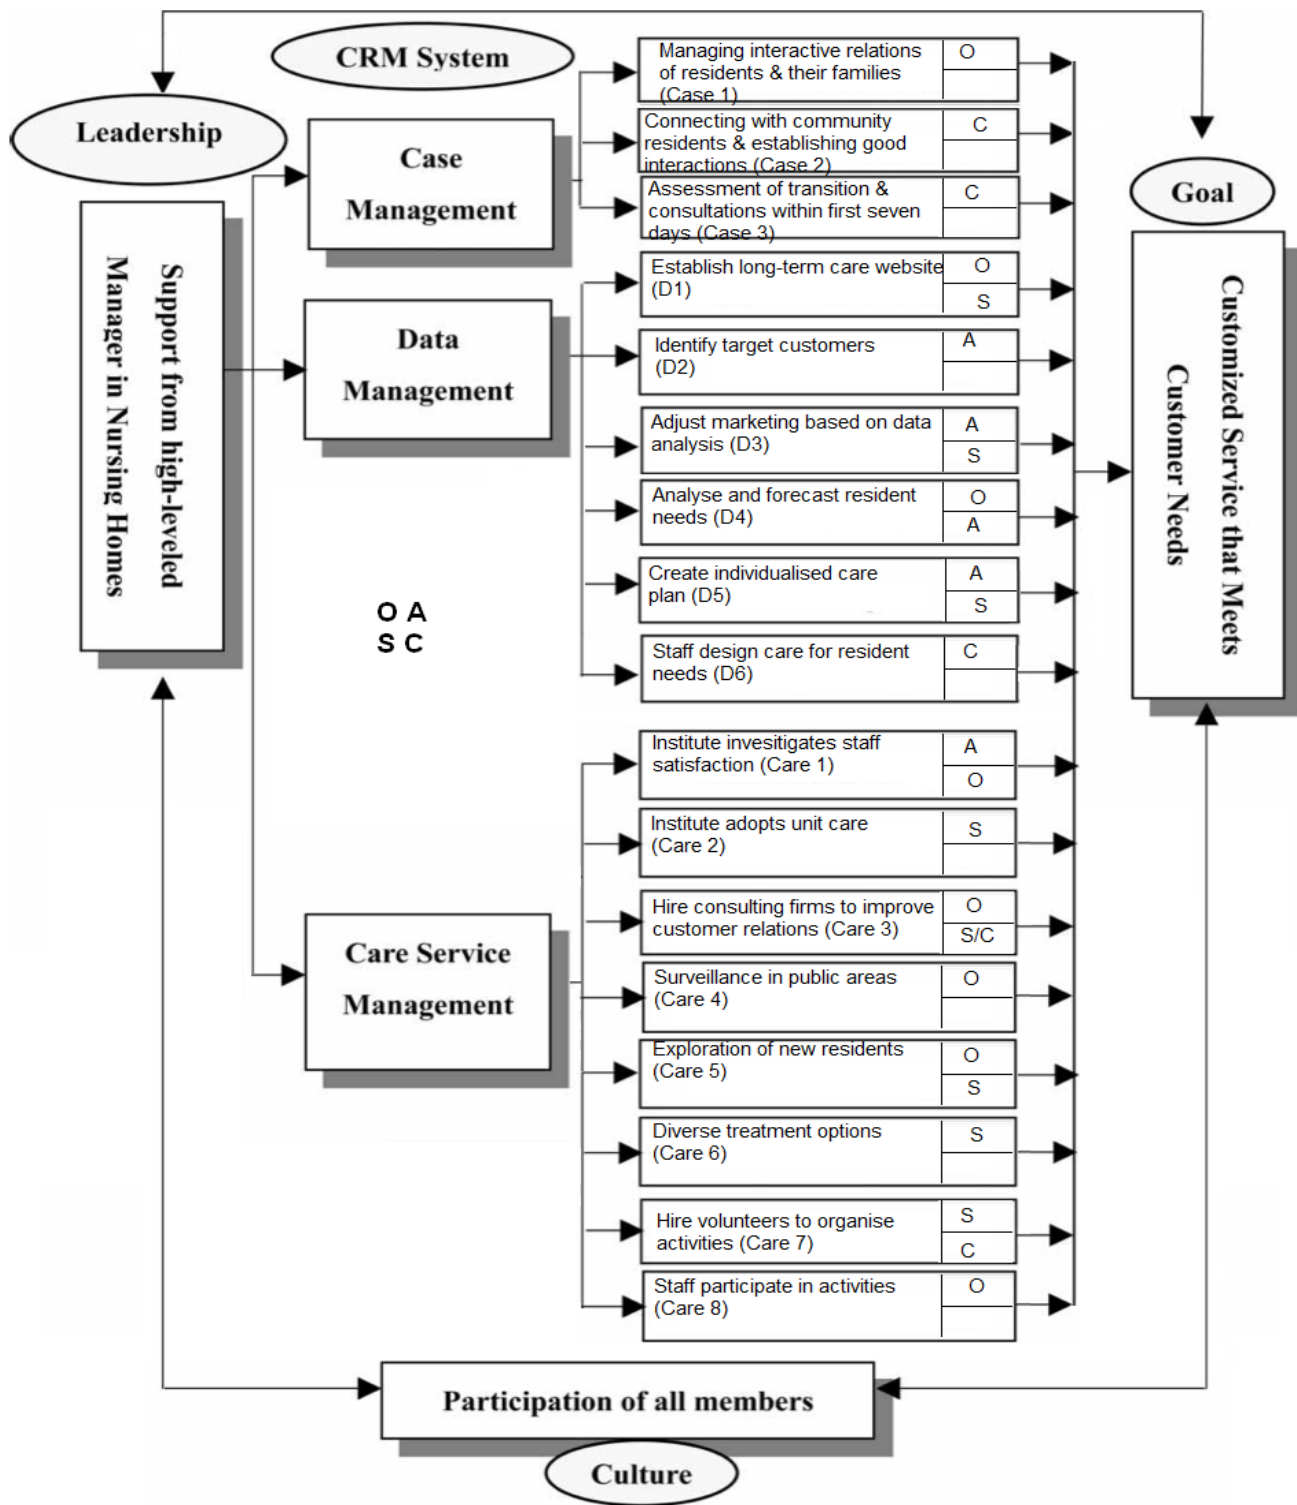 CRM System
Leadership
Support from high-leveled
Manager in Nursing Homes
Case
Management
Managing interactive relations
of residents & their families
(Case 1)
O
Connecting with community
residents & establishing good
interactions (Case 2)
C
Assessment of transition &
consultations within first seven
days (Case 3)
C
Data
Management
Establish long-term care website
(D1)
O
S
Identify target customers
(D2)
A
Adjust marketing based on data
analysis (D3)
A
S
Analyse and forecast resident
needs (D4)
O
A
Create individualised care
plan (D5)
A
S
Staff design care for resident
needs (D6)
C
O A
S C
Care Service
Management
Institute invesitigates staff
satisfaction (Care 1)
A
O
Institute adopts unit care
(Care 2)
S
Hire consulting firms to improve
customer relations (Care 3)
O
S/C
Surveillance in public areas
(Care 4)
O
Exploration of new residents
(Care 5)
O
S
Diverse treatment options
(Care 6)
S
Hire volunteers to organise
activities (Care 7)
S
C
Staff participate in activities
(Care 8)
O
Goal
Customized Service that Meets
Customer Needs
Participation of all members
Culture